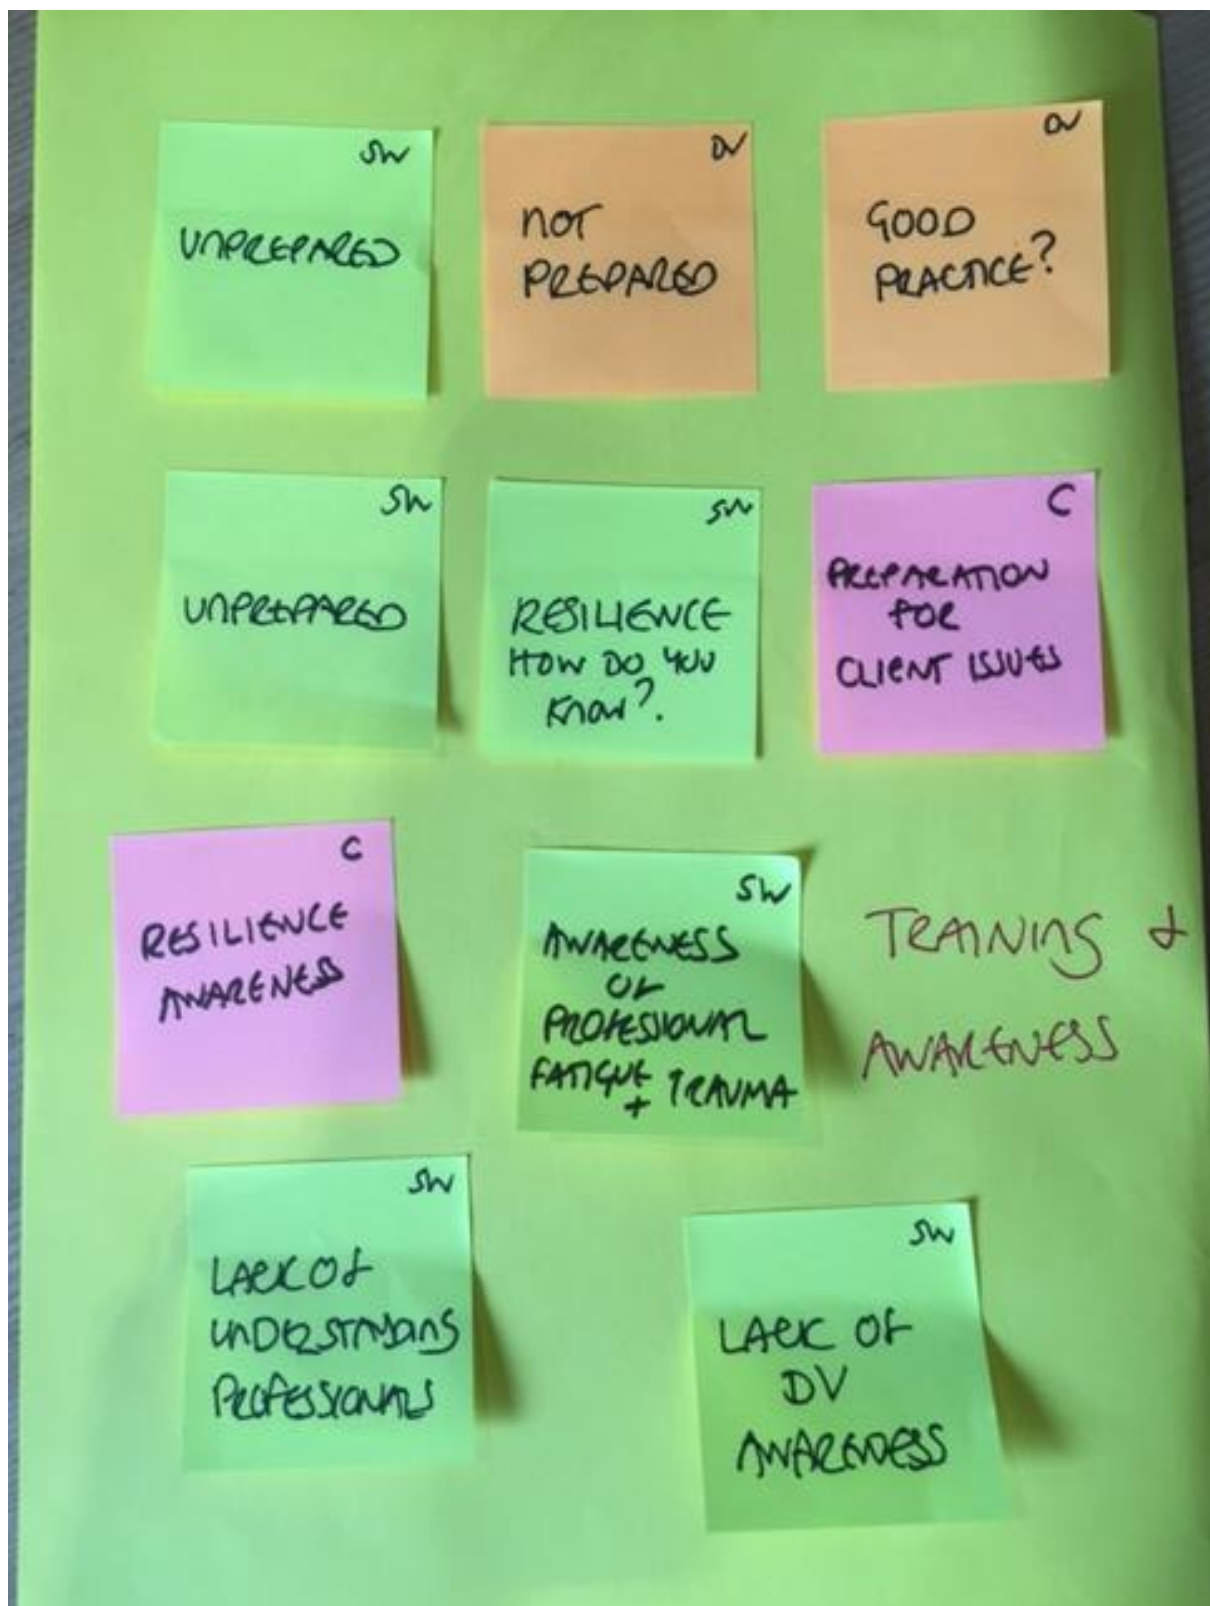 SW
UNPREPARED
DV
NOT
PREPARED
DV
GOOD
PRACTICE?
SW
UNPREPARED
SW
RESILIENCE
HOW DO YOU
KNOW?.
C
PREPARATION
FOR
CLIENT ISSUES
C
RESILIENCE
AWARENESS
SW
AWARENESS
OF
PROFESSIONAL
FATIGUE
+ TRAUMA
TRAINING &
AWARENESS
SW
LACK OF
UNDERSTANDING
PROFESSIONALS
SW
LACK OF
DV
AWARENESS